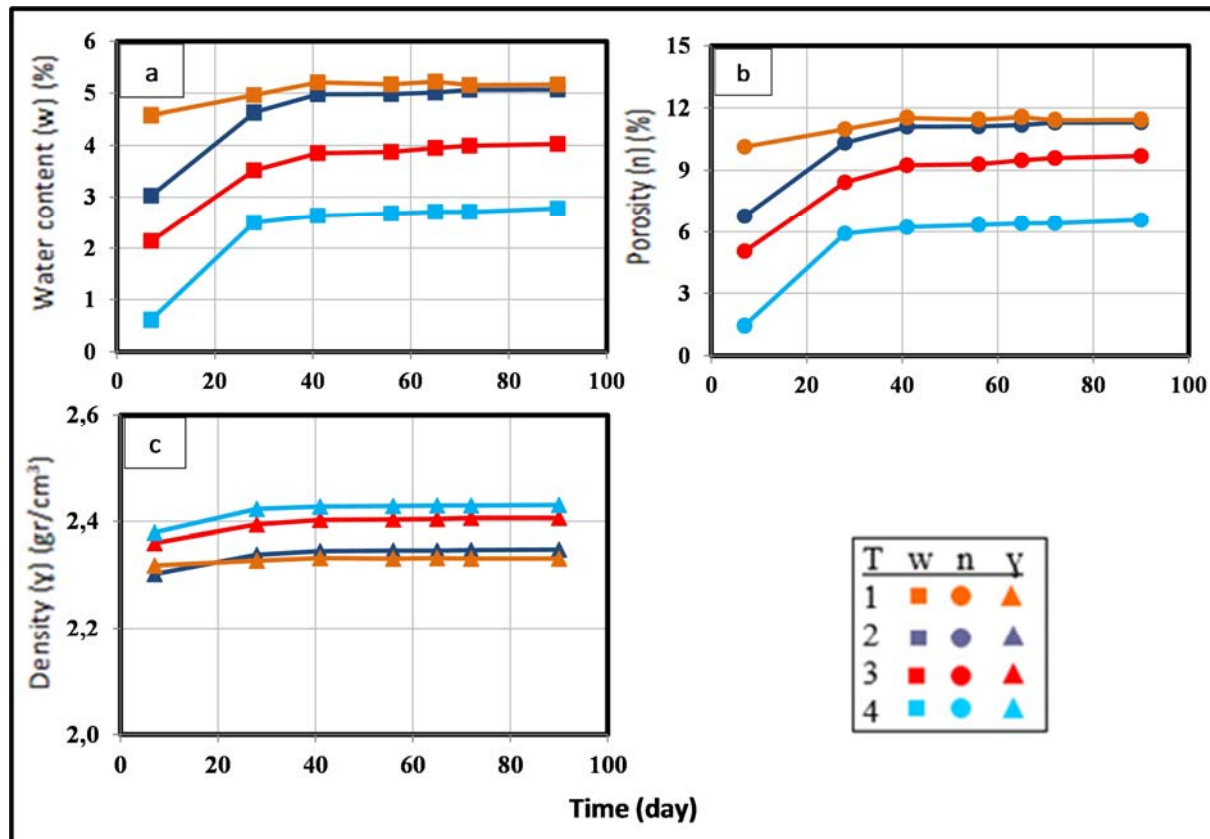 Water content (w) (%)
6
5
4
3
2
1
0
a
0 20 40 60 80 100
Porosity (n) (%)
15
12
9
6
3
0
b
0 20 40 60 80 100
Density (ɣ) (gr/cm³)
2,6
2,4
2,2
2,0
c
0 20 40 60 80 100
Time (day)
T w n ɣ
1
2
3
4